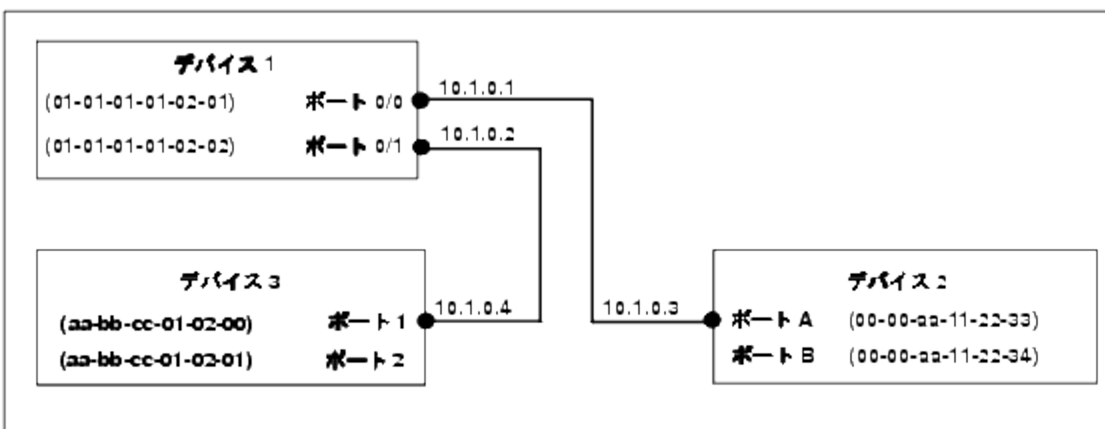 デバイス 1
(01-01-01-01-02-01) ポート 0/0
10.1.0.1
(01-01-01-01-02-02) ポート 0/1
10.1.0.2
デバイス 3
(aa-bb-cc-01-02-00) ポート 1
10.1.0.4
(aa-bb-cc-01-02-01) ポート 2
デバイス 2
10.1.0.3
ポート A (00-00-aa-11-22-33)
ポート B (00-00-aa-11-22-34)